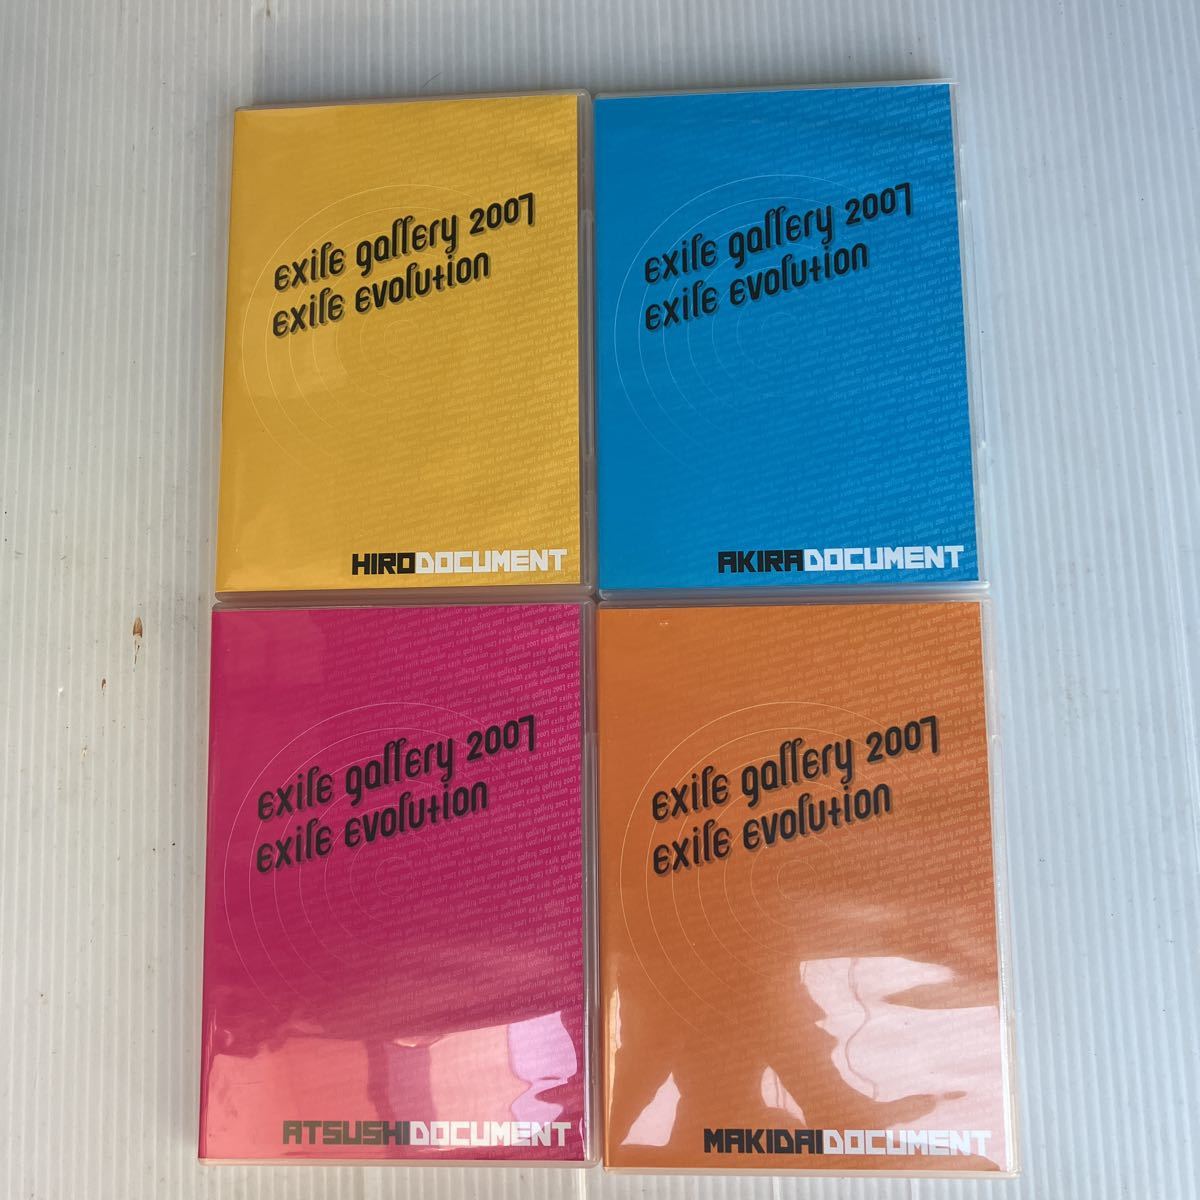 exile gallery 2007
exile evolution
HIRODOCUMENT
exile gallery 2007
exile evolution
AKIRADOCUMENT
exile gallery 2007
exile evolution
ATSUSHIDOCUMENT
exile gallery 2007
exile evolution
MAKIDAIDOCUMENT